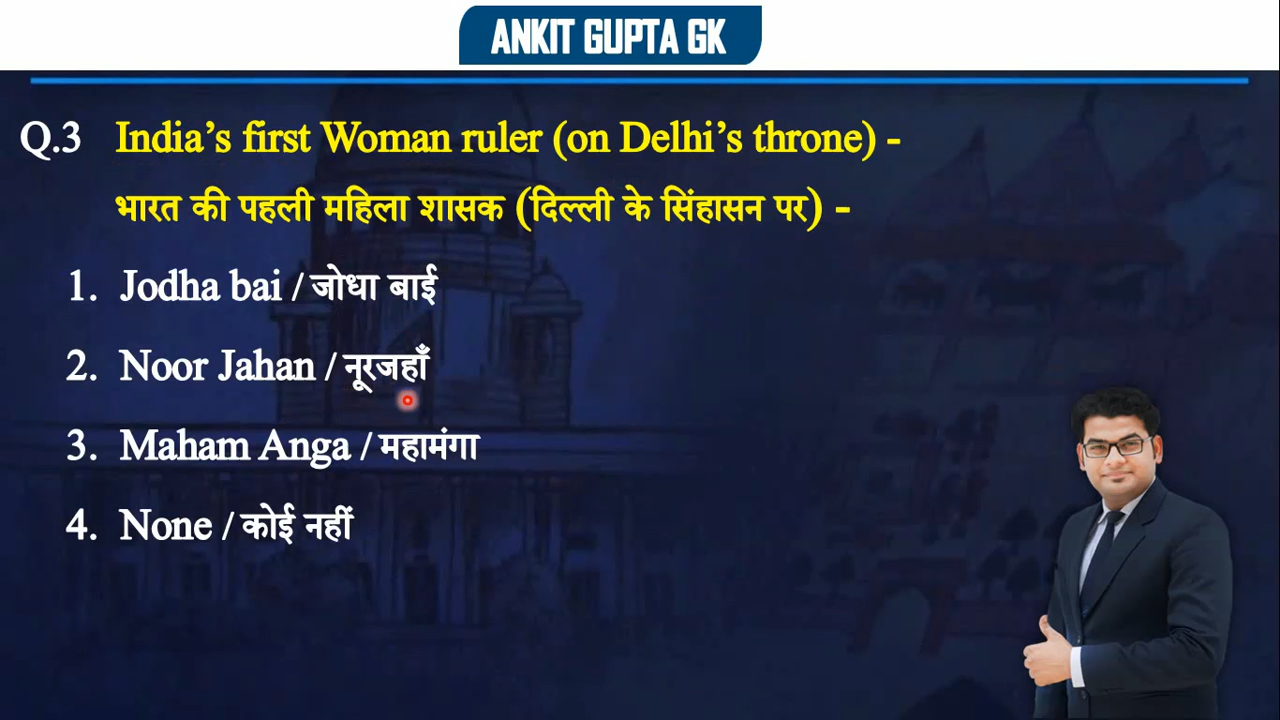 ANKIT GUPTA GK
Q.3 India's first Woman ruler (on Delhi's throne) -
भारत की पहली महिला शासक (दिल्ली के सिंहासन पर) -
1. Jodha bai / जोधा बाई
2. Noor Jahan / नूरजहाँ
3. Maham Anga / महामंगा
4. None / कोई नहीं